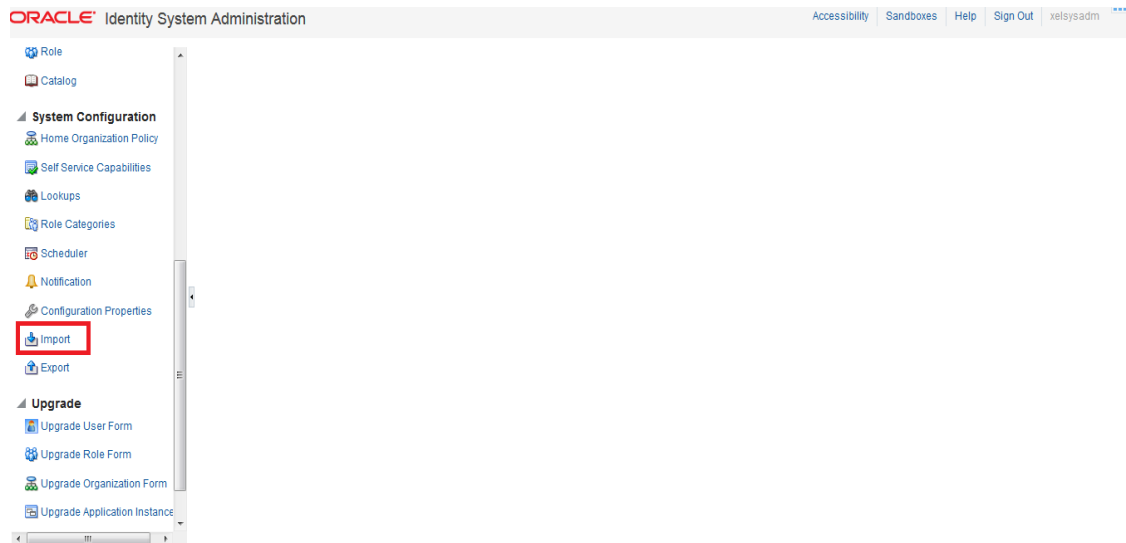 ORACLE® Identity System Administration
Accessibility Sandboxes Help Sign Out xelsysadm
Role
Catalog
System Configuration
Home Organization Policy
Self Service Capabilities
Lookups
Role Categories
Scheduler
Notification
Configuration Properties
Import
Export
Upgrade
Upgrade User Form
Upgrade Role Form
Upgrade Organization Form
Upgrade Application Instance